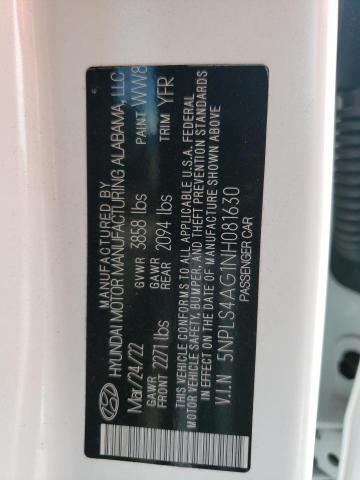 MANUFACTURED BY
HYUNDAI MOTOR MANUFACTURING ALABAMA, LLC
Mar/24/22 GVWR 3858 lbs PAINT WW8
GAWR FRONT 2271 lbs GAWR REAR 2094 lbs TRIM YFR
THIS VEHICLE CONFORMS TO ALL APPLICABLE U.S.A. FEDERAL
MOTOR VEHICLE SAFETY, BUMPER, AND THEFT PREVENTION STANDARDS
IN EFFECT ON THE DATE OF MANUFACTURE SHOWN ABOVE.
V.I.N 5NPLS4AG1NH081630
PASSENGER CAR